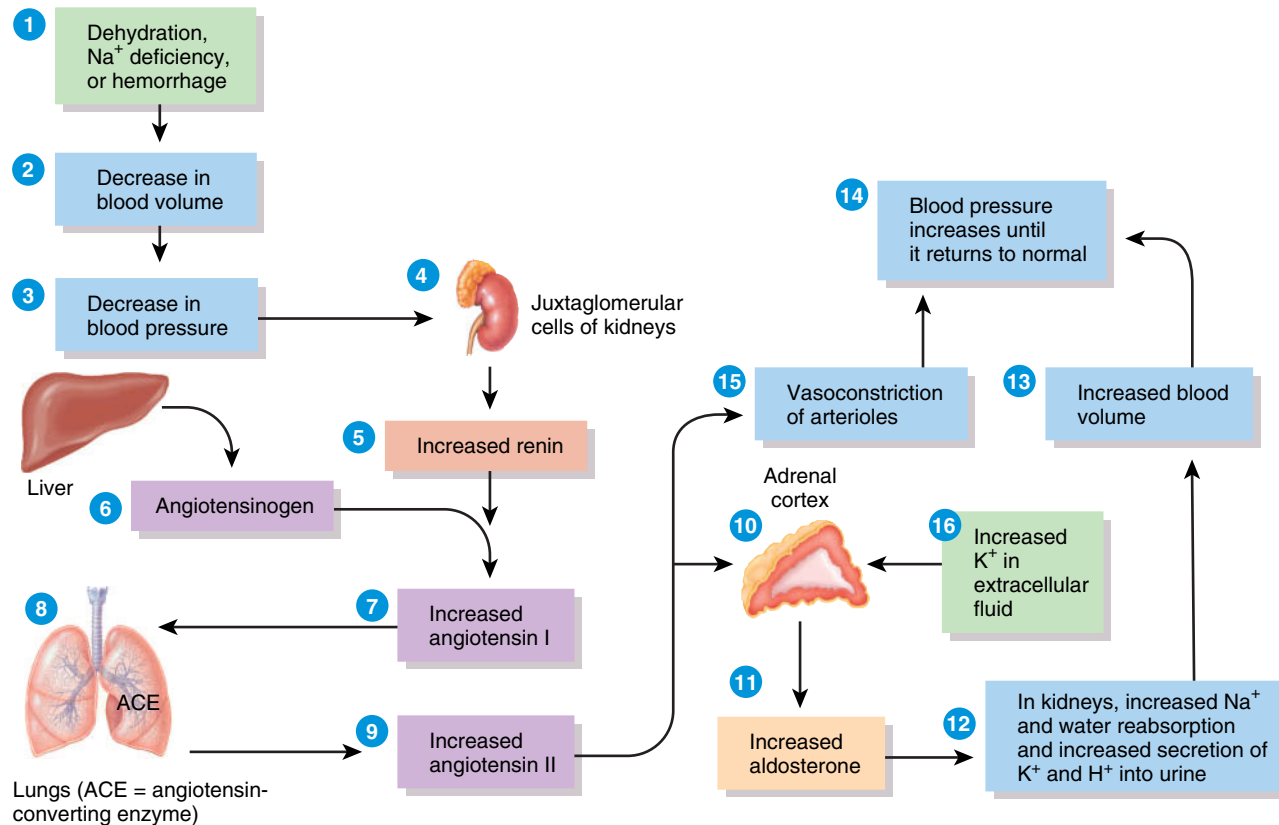 1
Dehydration,
Na+ deficiency,
or hemorrhage
2
Decrease in
blood volume
3
Decrease in
blood pressure
4
Juxtaglomerular
cells of kidneys
5
Increased renin
Liver
6
Angiotensinogen
7
Increased
angiotensin I
8
ACE
Lungs (ACE = angiotensin-
converting enzyme)
9
Increased
angiotensin II
10
Adrenal
cortex
11
Increased
aldosterone
12
In kidneys, increased Na+
and water reabsorption
and increased secretion of
K+ and H+ into urine
13
Increased blood
volume
14
Blood pressure
increases until
it returns to normal
15
Vasoconstriction
of arterioles
16
Increased
K+ in
extracellular
fluid